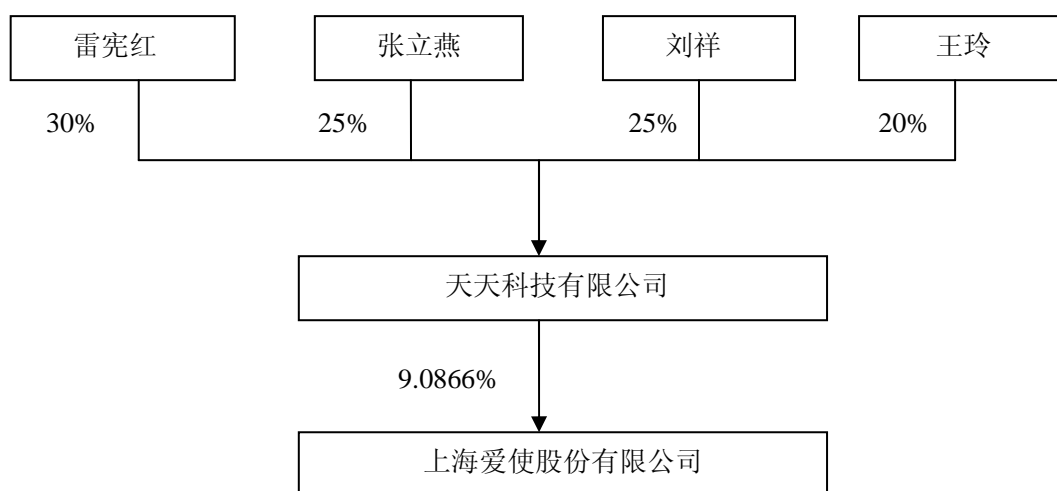 雷宪红 张立燕 刘祥 王玲
30% 25% 25% 20%
天天科技有限公司
9.0866%
上海爱使股份有限公司